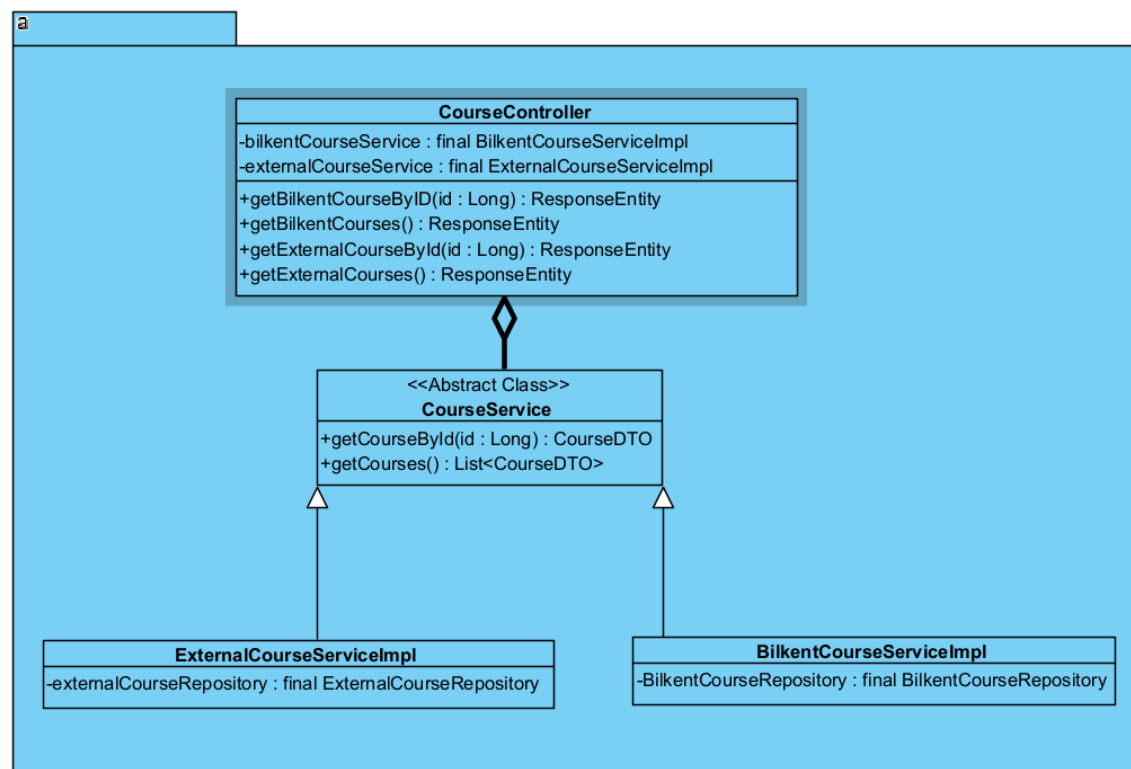 a
CourseController
-bilkentCourseService : final BilkentCourseServiceImpl
-externalCourseService : final ExternalCourseServiceImpl
+getBilkentCourseByID(id : Long) : ResponseEntity
+getBilkentCourses() : ResponseEntity
+getExternalCourseById(id : Long) : ResponseEntity
+getExternalCourses() : ResponseEntity
<<Abstract Class>>
CourseService
+getCourseById(id : Long) : CourseDTO
+getCourses() : List<CourseDTO>
ExternalCourseServiceImpl
-externalCourseRepository : final ExternalCourseRepository
BilkentCourseServiceImpl
-BilkentCourseRepository : final BilkentCourseRepository